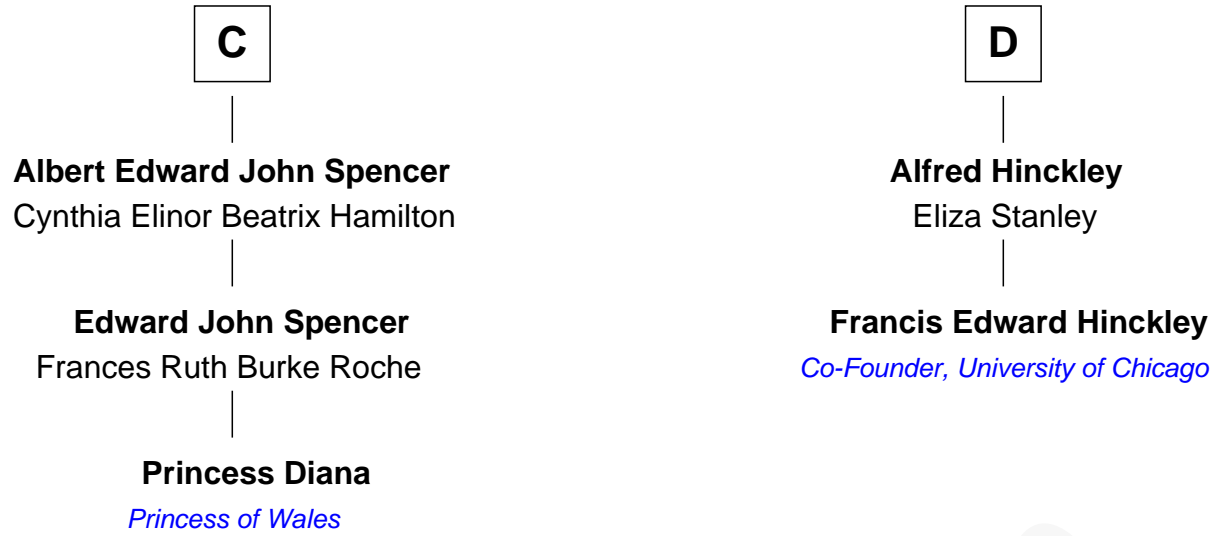 C
Albert Edward John Spencer
Cynthia Elinor Beatrix Hamilton
Edward John Spencer
Frances Ruth Burke Roche
Princess Diana
Princess of Wales
D
Alfred Hinckley
Eliza Stanley
Francis Edward Hinckley
Co-Founder, University of Chicago